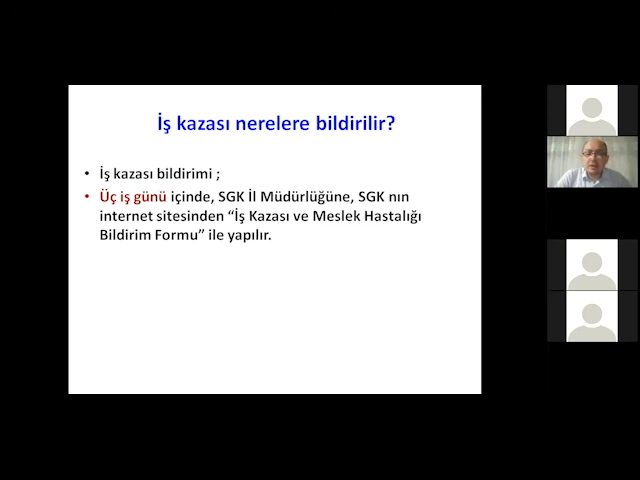 İş kazası nerelere bildirilir?
• İş kazası bildirimi ;
• Üç iş günü içinde, SGK İl Müdürlüğüne, SGK nın
internet sitesinden “İş Kazası ve Meslek Hastalığı
Bildirim Formu” ile yapılır.